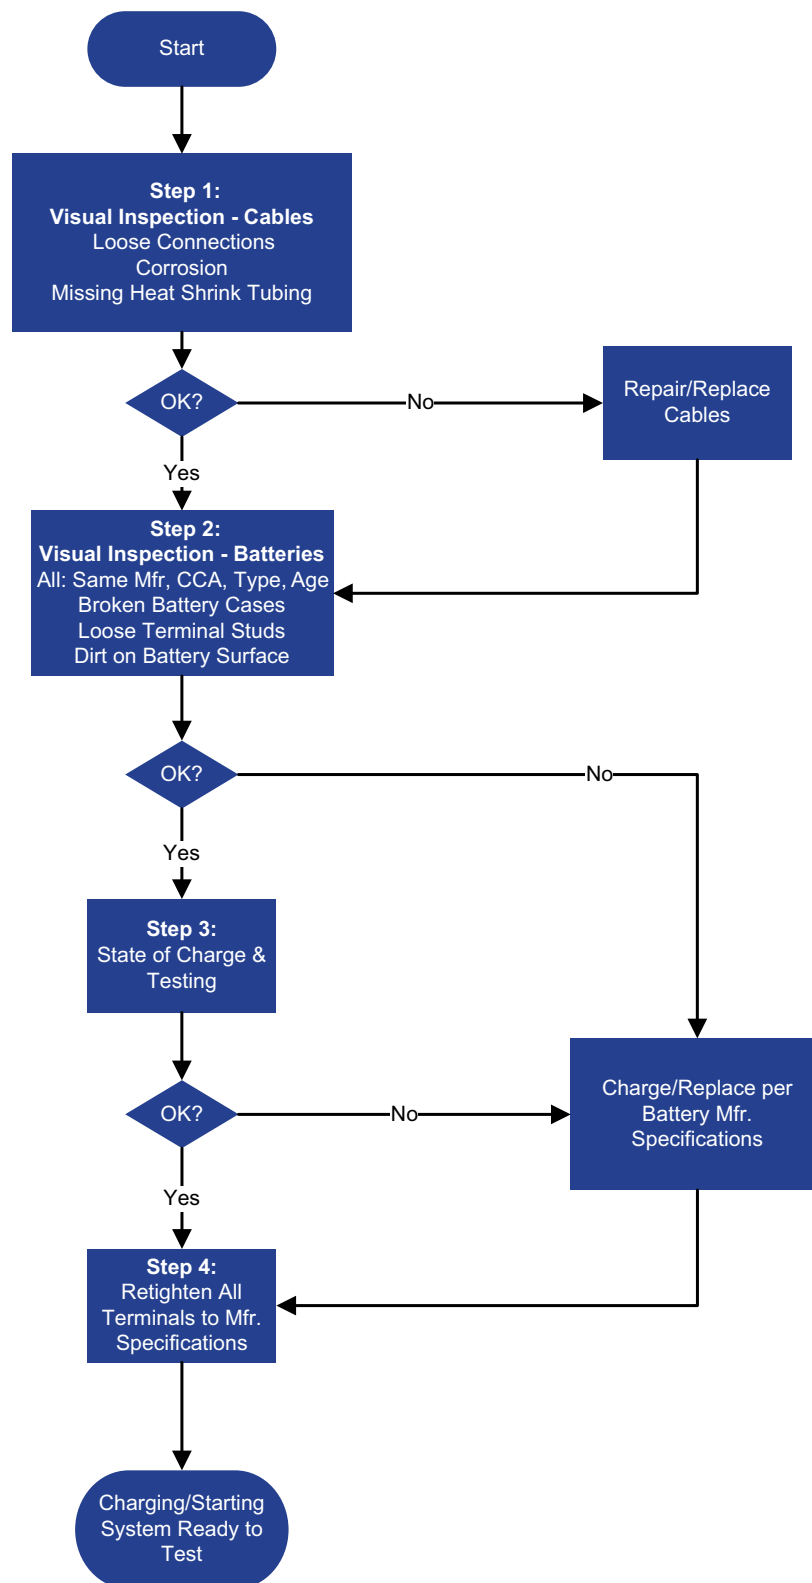 Start
Step 1:
Visual Inspection - Cables
Loose Connections
Corrosion
Missing Heat Shrink Tubing
OK?
No
Repair/Replace
Cables
Yes
Step 2:
Visual Inspection - Batteries
All: Same Mfr, CCA, Type, Age
Broken Battery Cases
Loose Terminal Studs
Dirt on Battery Surface
OK?
No
Yes
Step 3:
State of Charge &
Testing
OK?
No
Charge/Replace per
Battery Mfr.
Specifications
Yes
Step 4:
Retighten All
Terminals to Mfr.
Specifications
Charging/Starting
System Ready to
Test